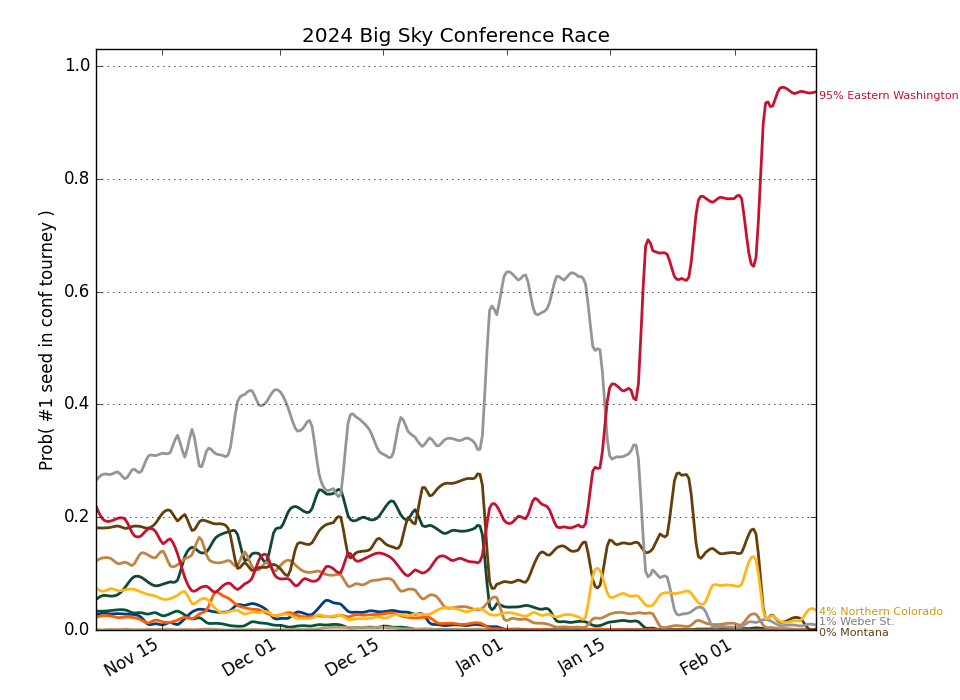 2024 Big Sky Conference Race
Prob( #1 seed in conf tourney )
1.0
0.8
0.6
0.4
0.2
0.0
Nov 15
Dec 01
Dec 15
Jan 01
Jan 15
Feb 01
95% Eastern Washington
4% Northern Colorado
1% Weber St.
0% Montana